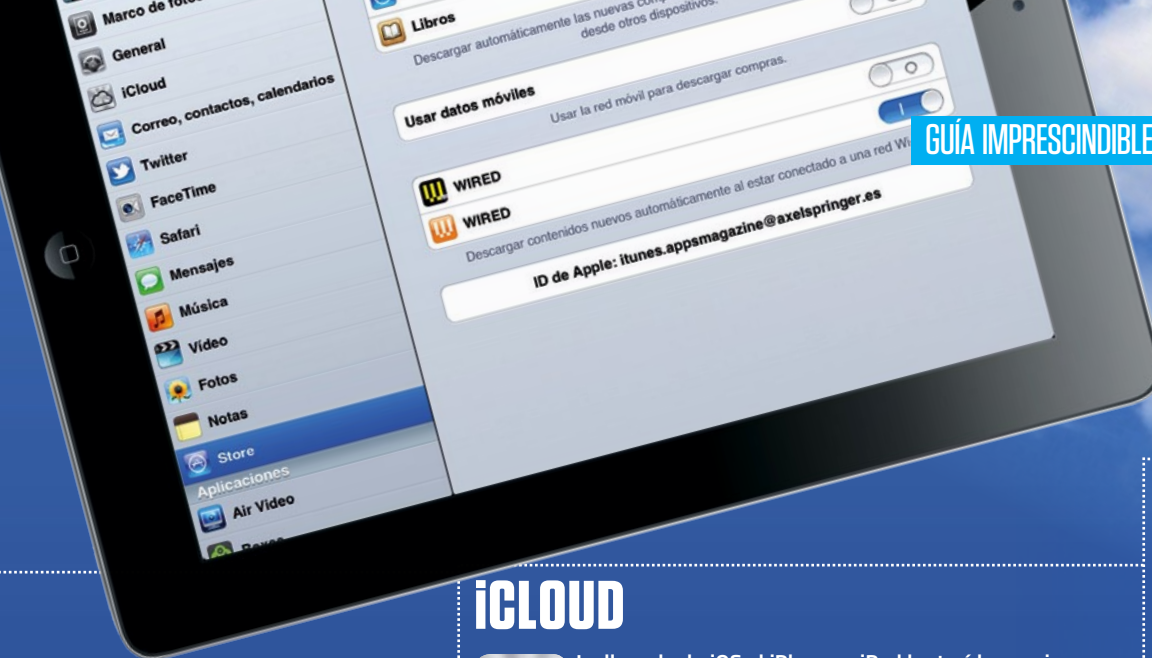 Marco de
General
iCloud
Correo, contactos, calendarios
Twitter
FaceTime
Safari
Mensajes
Música
Vídeo
Fotos
Notas
Store
Aplicaciones
Air Video
Libros
Descargar automáticamente las nuevas
desde otros dispositivos.
Usar datos móviles
Usar la red móvil para descargar compras.
WIRED
WIRED
Descargar contenidos nuevos automáticamente al estar conectado a una red
ID de Apple: itunes.appsmagazine@axelspringer.es
GUÍA IMPRESCINDIBLE
iCLOUD